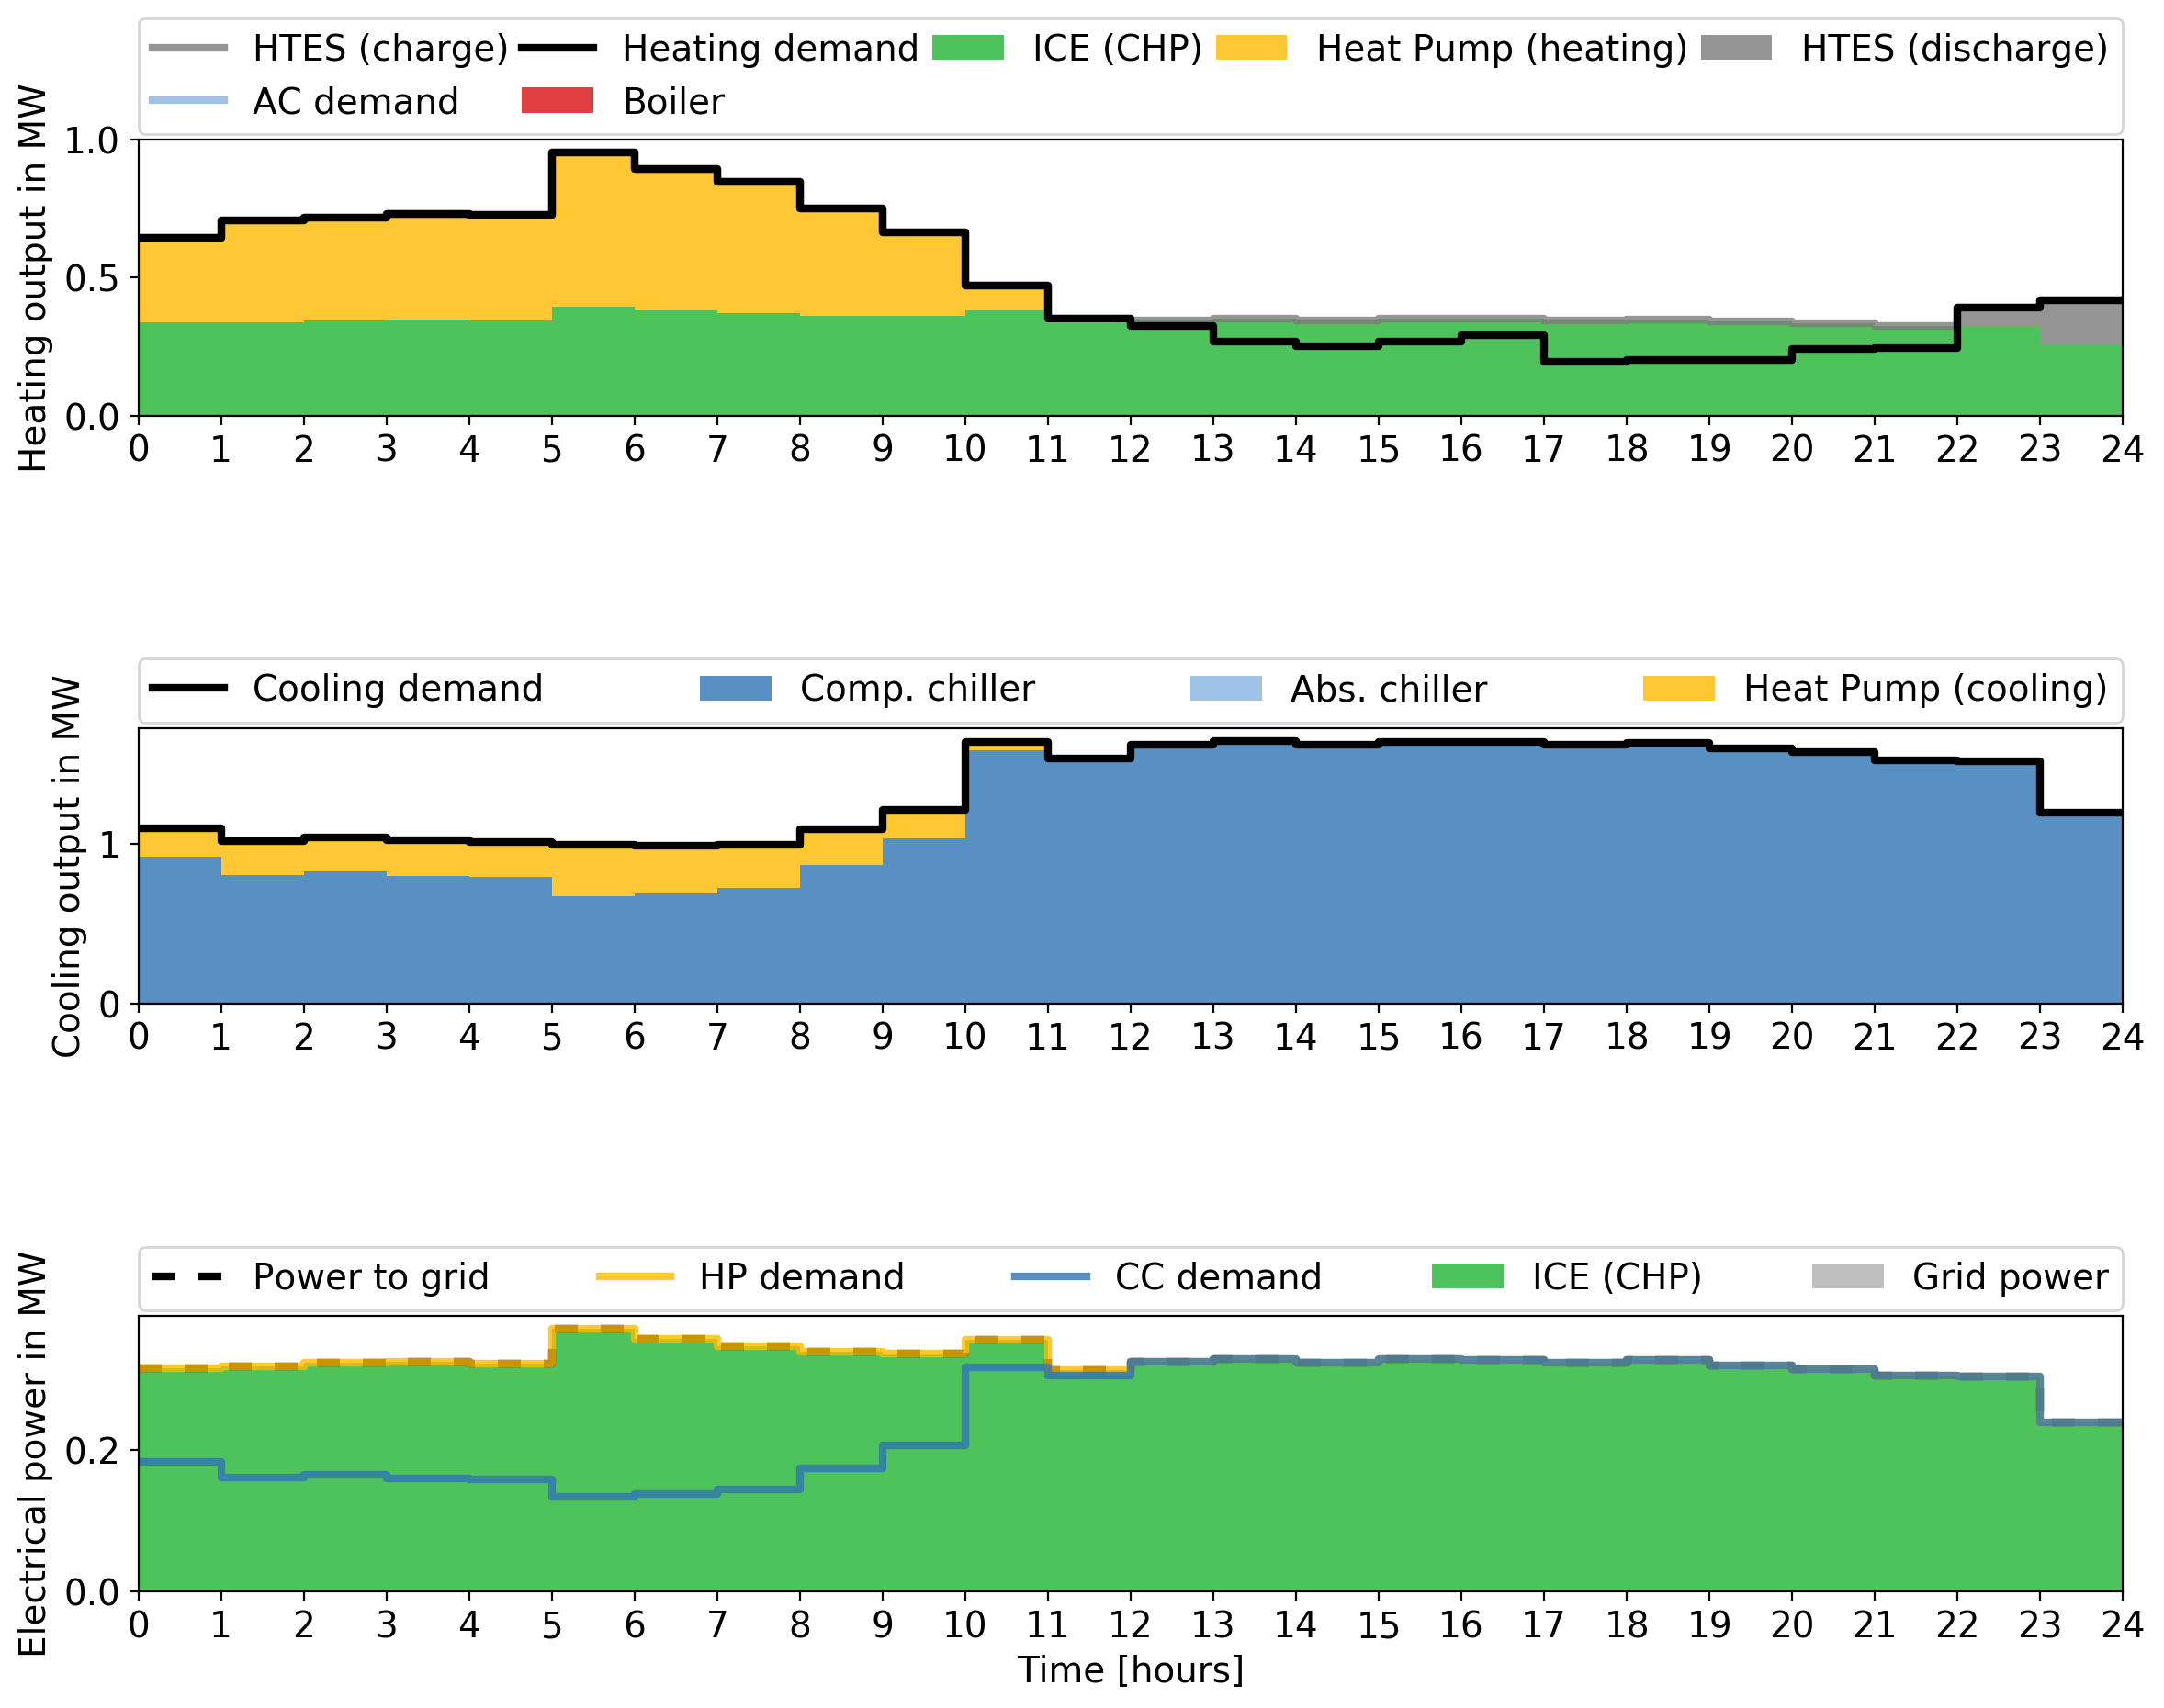 HTES (charge) Heating demand ICE (CHP) Heat Pump (heating) HTES (discharge)
AC demand Boiler
Heating output in MW
1.0
0.5
0.0
0 1 2 3 4 5 6 7 8 9 10 11 12 13 14 15 16 17 18 19 20 21 22 23 24
Cooling demand Comp. chiller Abs. chiller Heat Pump (cooling)
Cooling output in MW
1
0
0 1 2 3 4 5 6 7 8 9 10 11 12 13 14 15 16 17 18 19 20 21 22 23 24
Power to grid HP demand CC demand ICE (CHP) Grid power
Electrical power in MW
0.2
0.0
0 1 2 3 4 5 6 7 8 9 10 11 12 13 14 15 16 17 18 19 20 21 22 23 24
Time [hours]